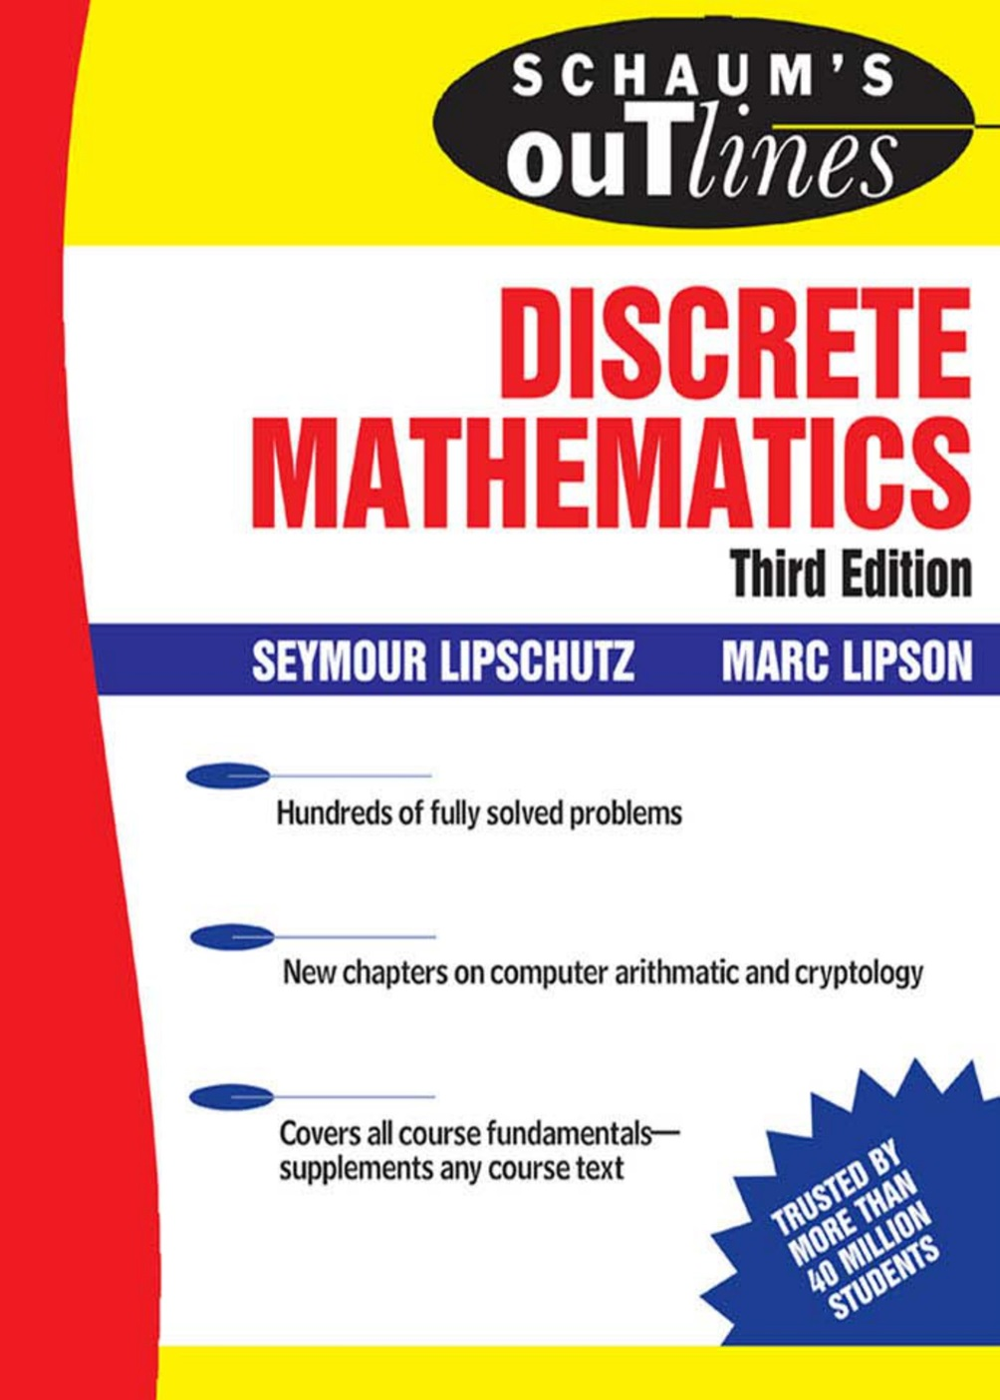 SCHAUM'S
ouTlines
DISCRETE
MATHEMATICS
Third Edition
SEYMOUR LIPSCHUTZ MARC LIPSON
Hundreds of fully solved problems
New chapters on computer arithmatic and cryptology
Covers all course fundamentals—
supplements any course text
TRUSTED BY
MORE THAN
40 MILLION
STUDENTS